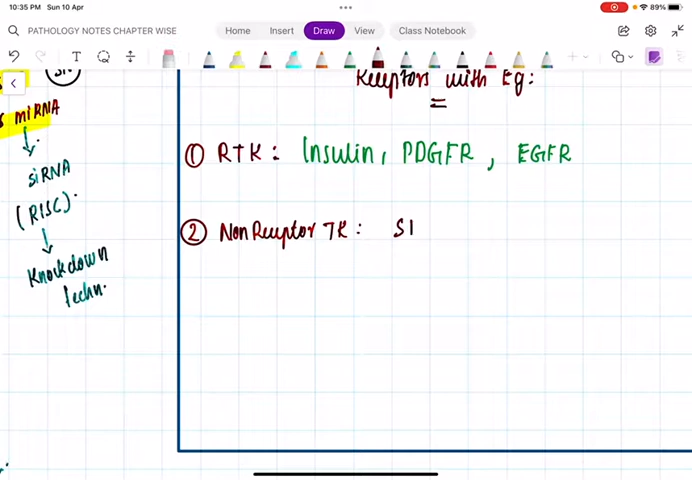 10:35 PM Sun 10 Apr
89%
PATHOLOGY NOTES CHAPTER WISE
Home Insert Draw View Class Notebook
Receptors with Eg:
miRNA
siRNA
(RISC)
Knockdown
Techn.
① RTK: Insulin, PDGFR, EGFR
② Non Receptor TK: SI